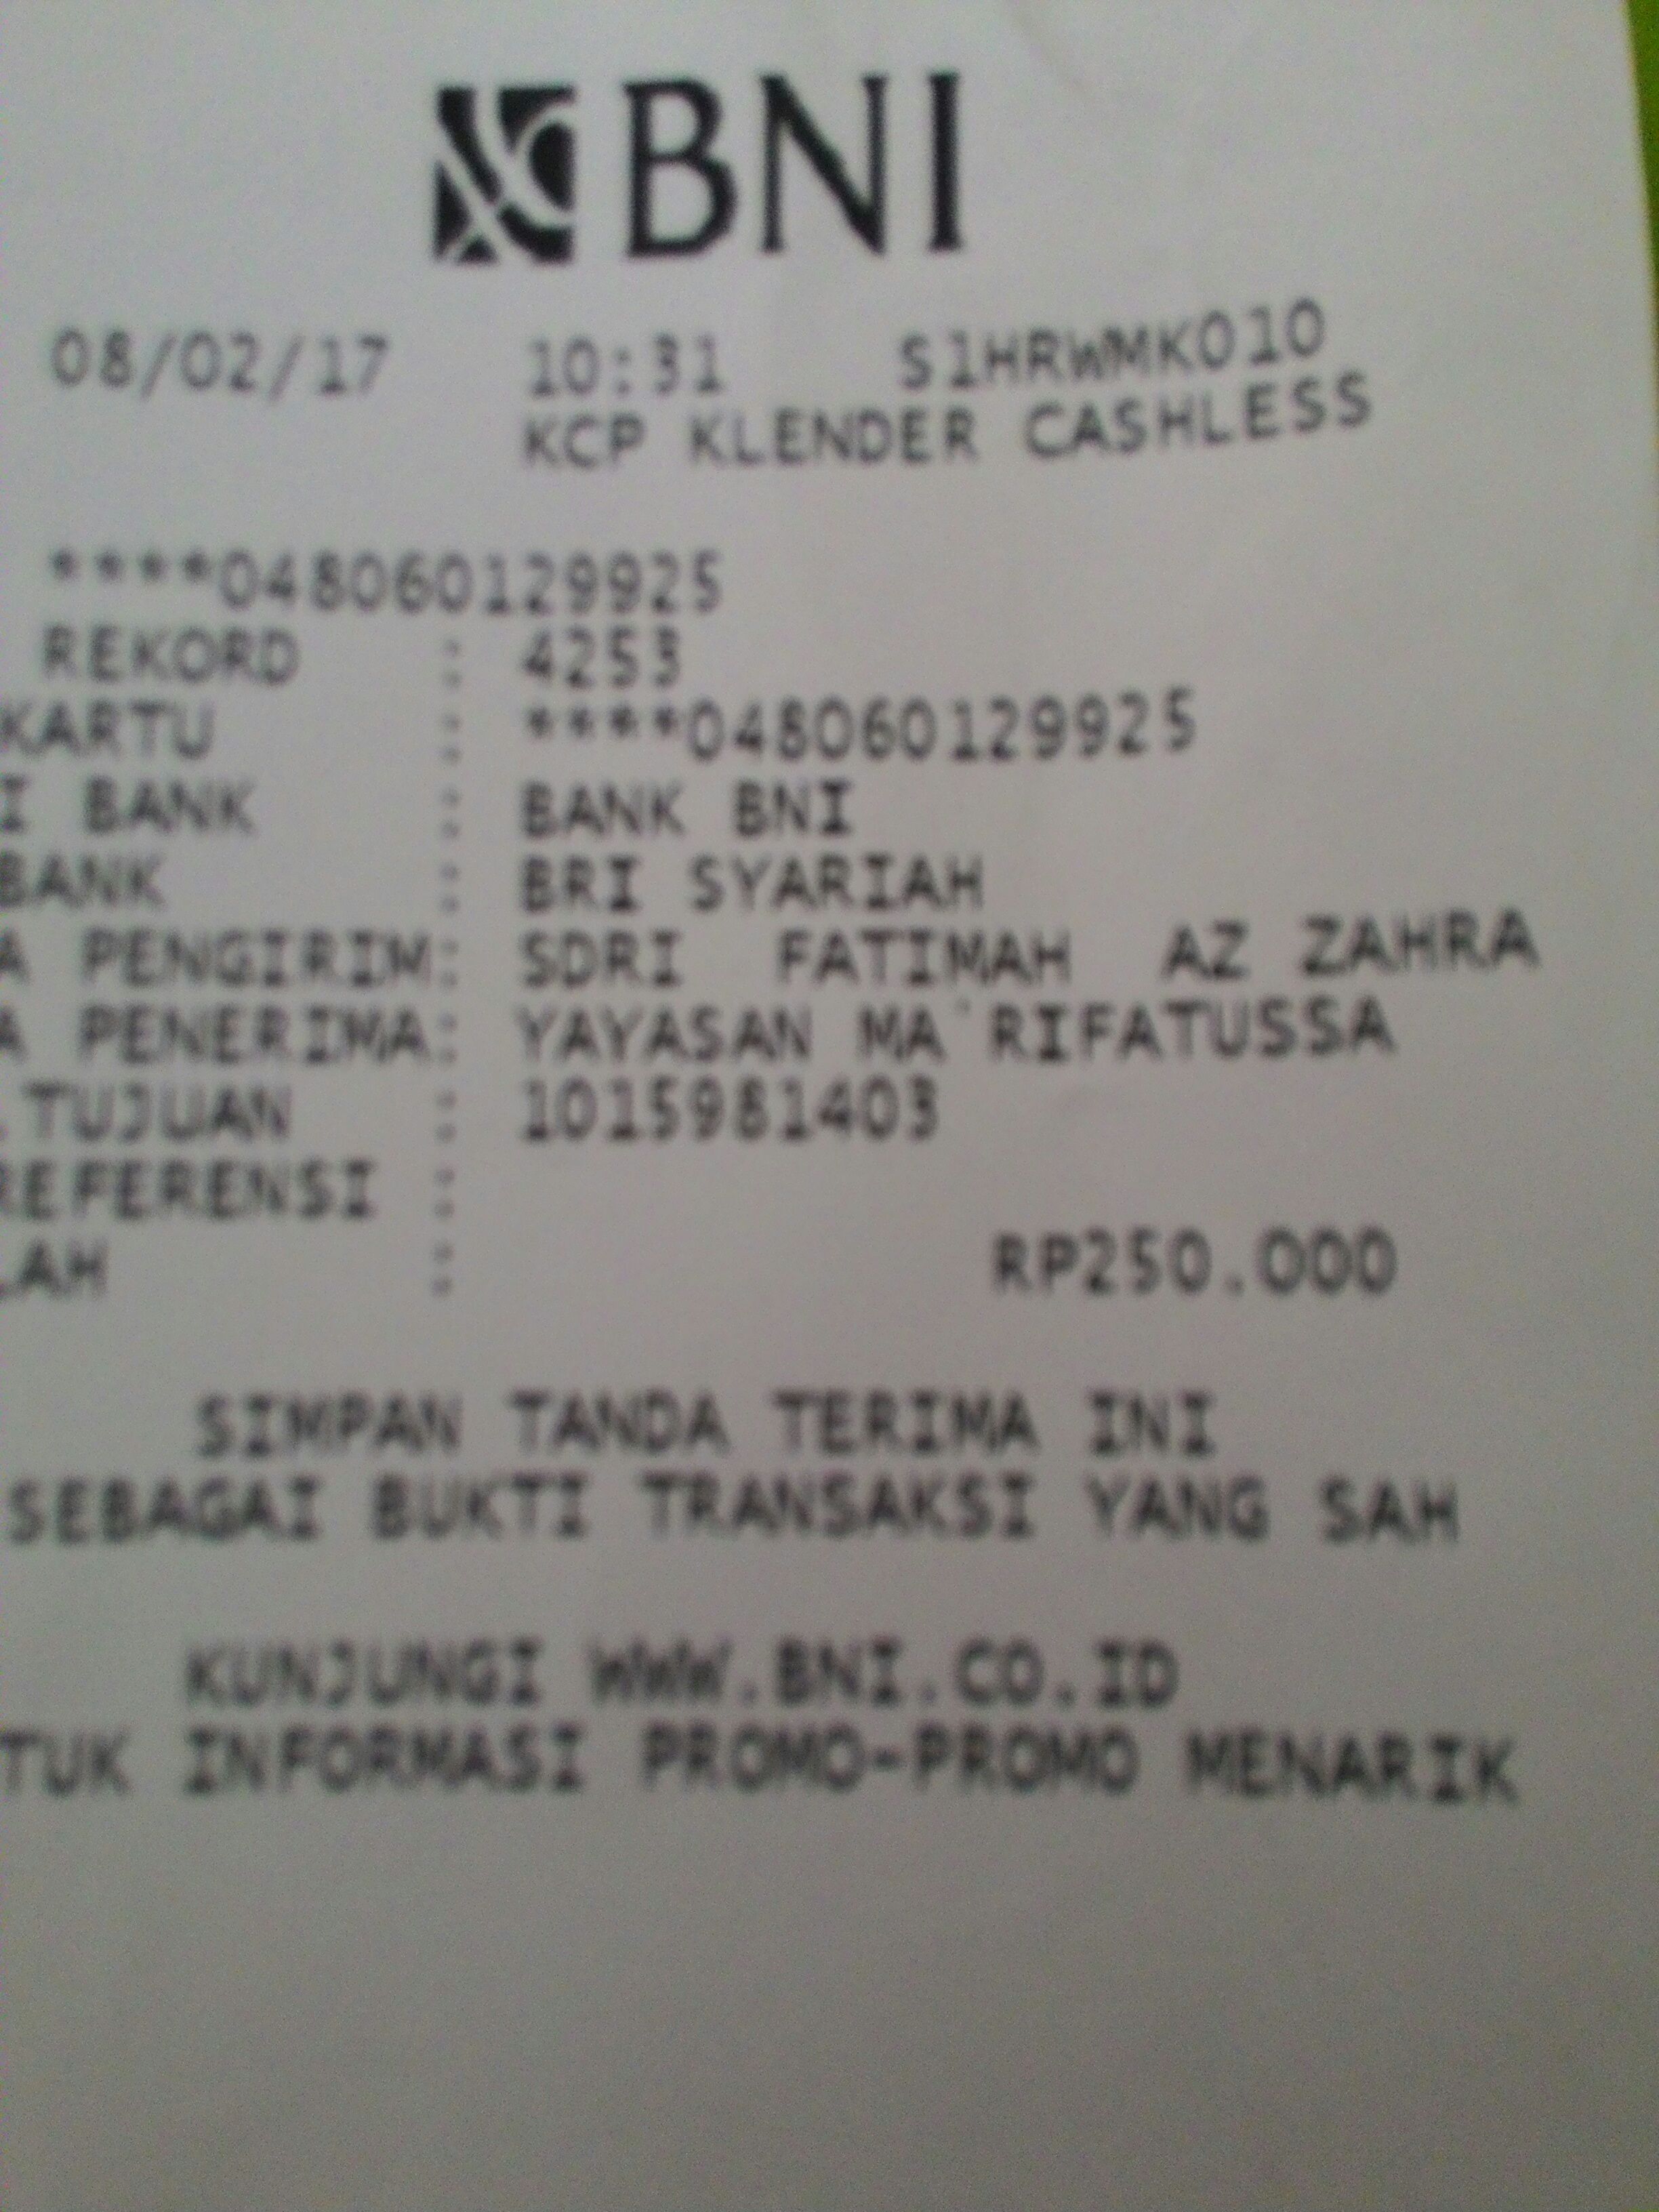 BNI
08/02/17 10:31 S1HRWMK010
KCP KLENDER CASHLESS
****048060129925
REKORD : 4253
KARTU : ****048060129925
I BANK : BANK BNI
BANK : BRI SYARIAH
A PENGIRIM: SDRI FATIMAH AZ ZAHRA
A PENERIMA: YAYASAN MA'RIFATUSSA
. TUJUAN : 1015981403
REFERENSI :
LAH : RP250.000
SIMPAN TANDA TERIMA INI
SEBAGAI BUKTI TRANSAKSI YANG SAH
KUNJUNGI WWW.BNI.CO.ID
TUK INFORMASI PROMO-PROMO MENARIK